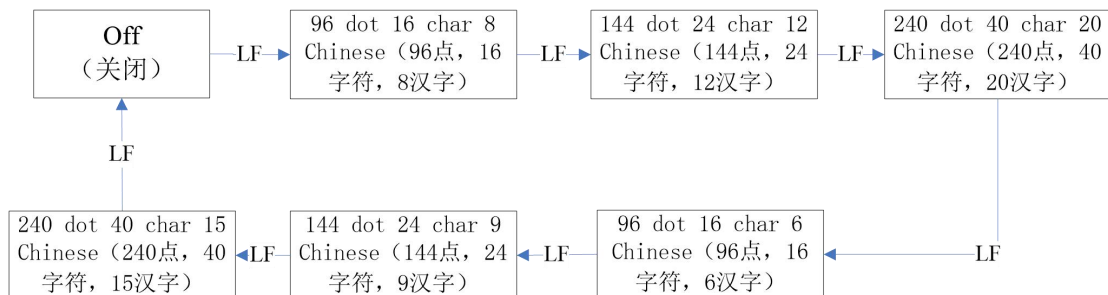 Off
（关闭）
LF
96 dot 16 char 8
Chinese（96点，16
字符，8汉字）
LF
144 dot 24 char 12
Chinese（144点，24
字符，12汉字）
LF
240 dot 40 char 20
Chinese（240点，40
字符，20汉字）
LF
96 dot 16 char 6
Chinese（96点，16
字符，6汉字）
LF
144 dot 24 char 9
Chinese（144点，24
字符，9汉字）
LF
240 dot 40 char 15
Chinese（240点，40
字符，15汉字）
LF